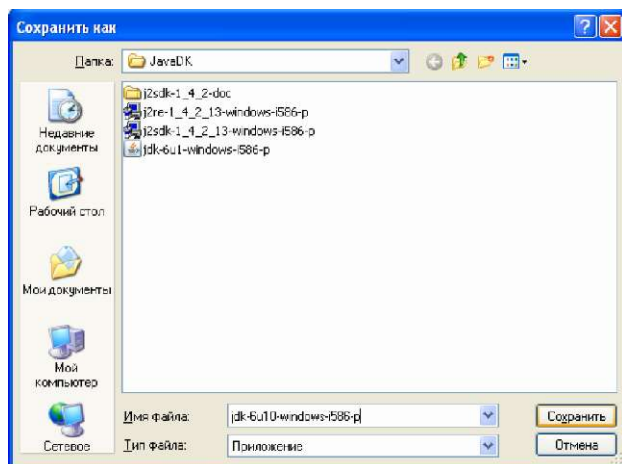 Сохранить как
Папка:
JavaDK
j2sdk-1_4_2-doc
j2re-1_4_2_13-windows-i586-p
j2sdk-1_4_2_13-windows-i586-p
jdk-6u1-windows-i586-p
Недавние
документы
Рабочий стол
Мои документы
Мой
компьютер
Сетевое
Имя файла:
jdk-6u10-windows-i586-p
Сохранить
Тип файла:
Приложение
Отмена